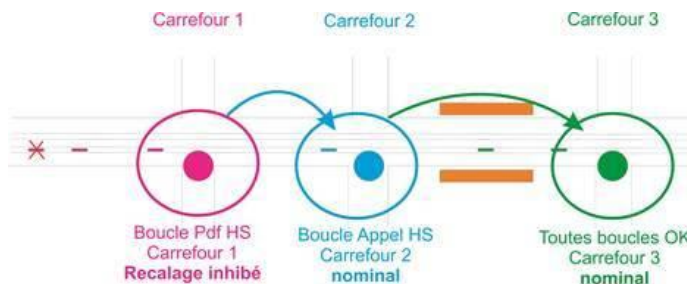 Carrefour 1
Carrefour 2
Carrefour 3
Boucle Pdf HS
Carrefour 1
Recalage inhibé
Boucle Appel HS
Carrefour 2
nominal
Toutes boucles OK
Carrefour 3
nominal